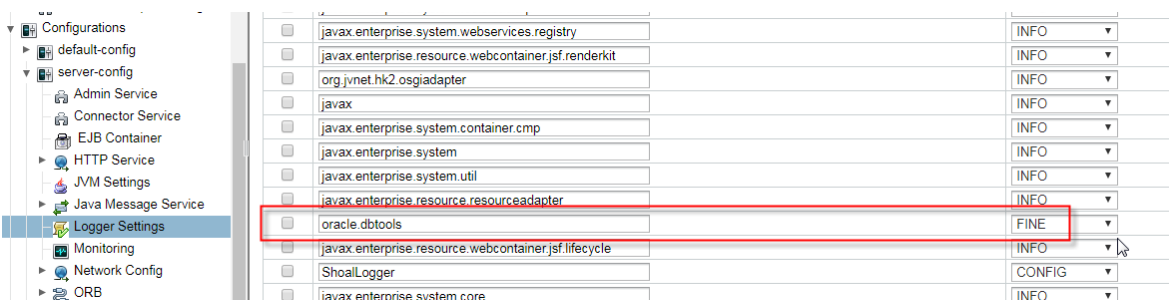 Configurations
default-config
server-config
Admin Service
Connector Service
EJB Container
HTTP Service
JVM Settings
Java Message Service
Logger Settings
Monitoring
Network Config
ORB
javax.enterprise.system.webservices.registry INFO
javax.enterprise.resource.webcontainer.jsf.renderkit INFO
org.jvnet.hk2.osgiadapter INFO
javax INFO
javax.enterprise.system.container.cmp INFO
javax.enterprise.system INFO
javax.enterprise.system.util INFO
javax.enterprise.resource.resourceadapter INFO
oracle.dbtools FINE
javax.enterprise.resource.webcontainer.jsf.lifecycle INFO
ShoalLogger CONFIG
javax.enterprise.system.core INFO